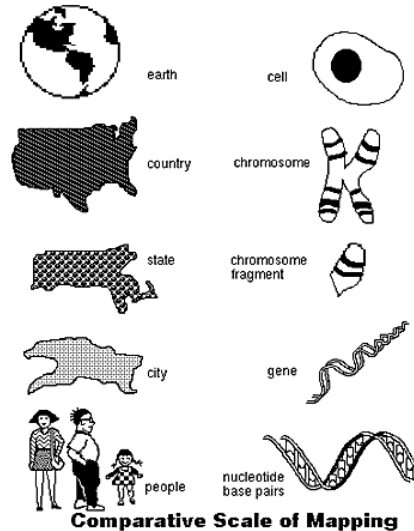 earth
cell
country
chromosome
state
chromosome
fragment
city
gene
people
nucleotide
base pairs
Comparative Scale of Mapping